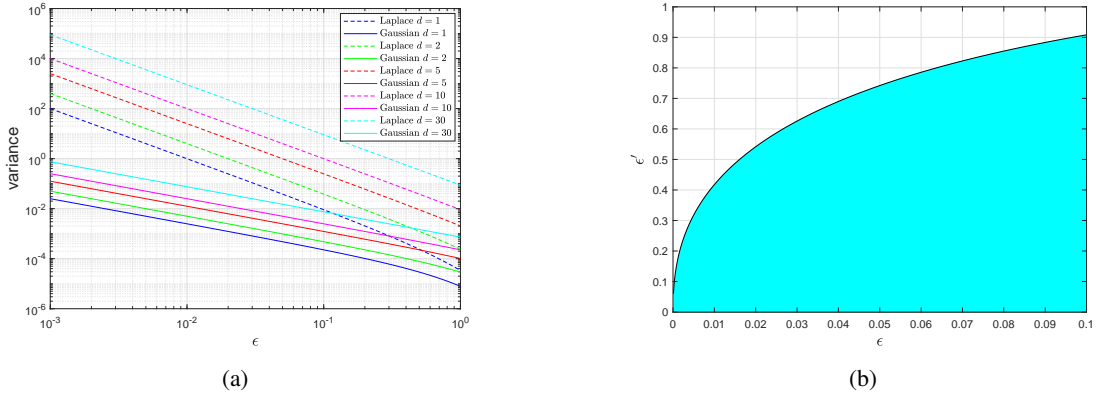 10^6
10^4
10^2
10^0
10^-2
10^-4
10^-6
variance
10^-3
10^-2
10^-1
10^0
ϵ
Laplace d = 1
Gaussian d = 1
Laplace d = 2
Gaussian d = 2
Laplace d = 5
Gaussian d = 5
Laplace d = 10
Gaussian d = 10
Laplace d = 30
Gaussian d = 30
(a)
1
0.9
0.8
0.7
0.6
0.5
0.4
0.3
0.2
0.1
0
ϵ′
0 0.01 0.02 0.03 0.04 0.05 0.06 0.07 0.08 0.09 0.1
ϵ
(b)